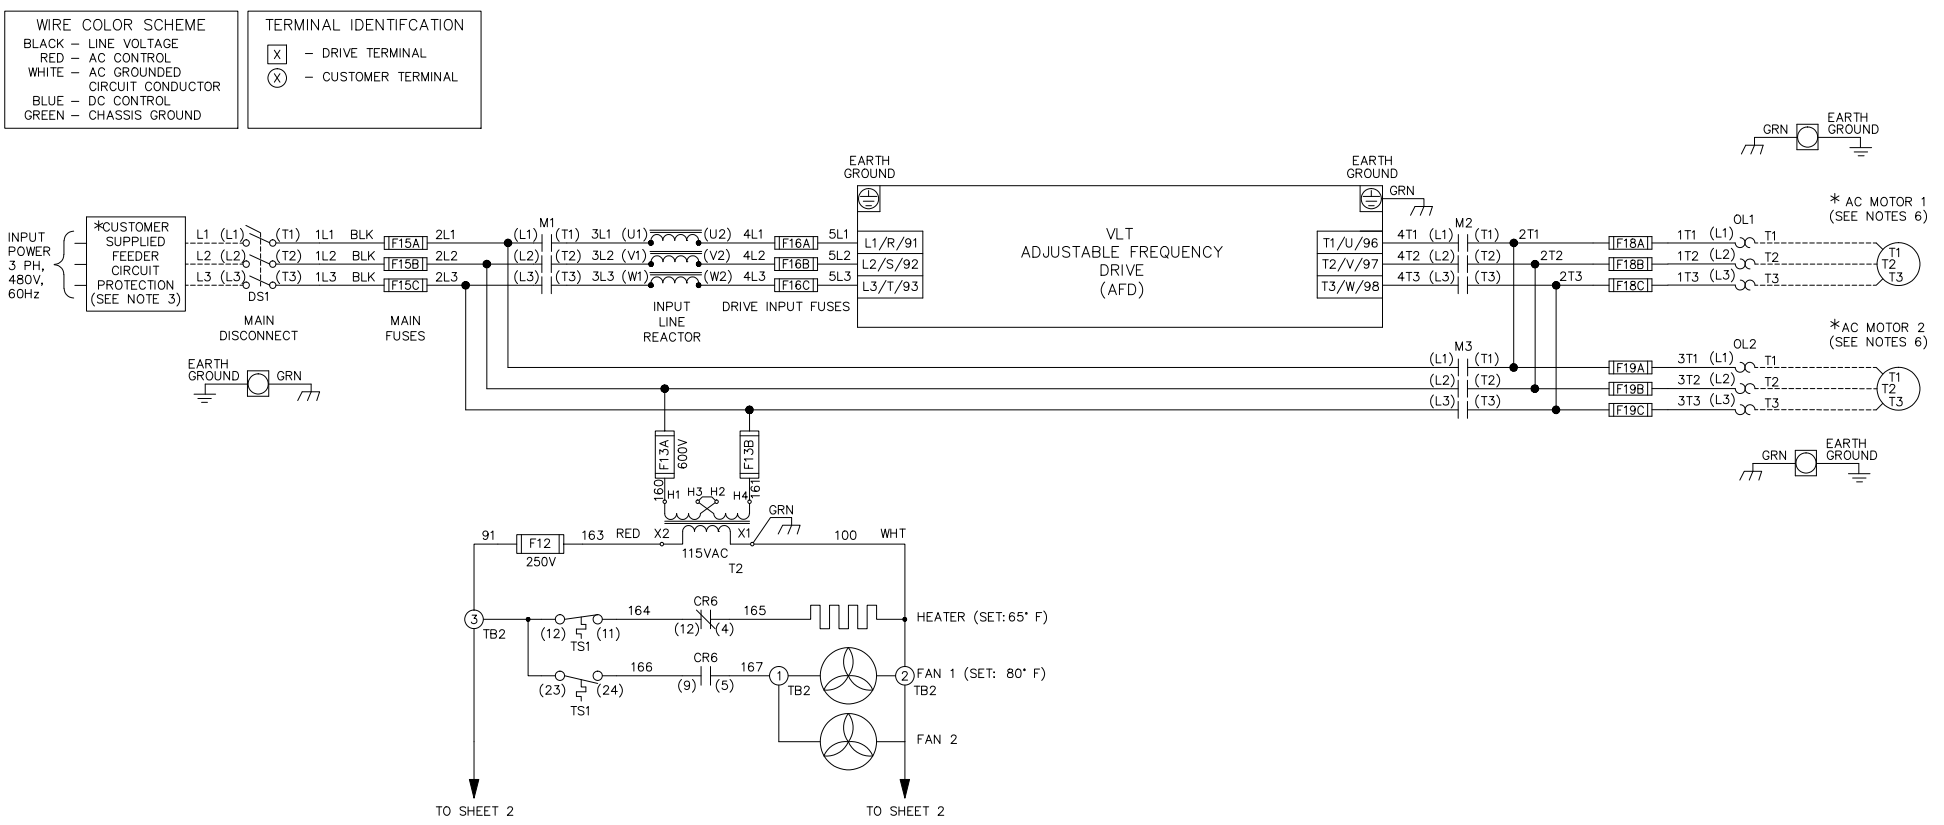 WIRE COLOR SCHEME
BLACK – LINE VOLTAGE
RED – AC CONTROL
WHITE – AC GROUNDED
CIRCUIT CONDUCTOR
BLUE – DC CONTROL
GREEN – CHASSIS GROUND
TERMINAL IDENTIFCATION
X – DRIVE TERMINAL
X – CUSTOMER TERMINAL
INPUT
POWER
3 PH,
480V,
60Hz
*CUSTOMER
SUPPLIED
FEEDER
CIRCUIT
PROTECTION
(SEE NOTE 3)
L1 (L1) (T1) 1L1 BLK F15A 2L1 (L1) M1 (T1) 3L1 (U1) (U2) 4L1 F16A 5L1 L1/R/91
L2 (L2) (T2) 1L2 BLK F15B 2L2 (L2) (T2) 3L2 (V1) (V2) 4L2 F16B 5L2 L2/S/92
L3 (L3) (T3) 1L3 BLK F15C 2L3 (L3) (T3) 3L3 (W1) (W2) 4L3 F16C 5L3 L3/T/93
DS1
MAIN
DISCONNECT
MAIN
FUSES
INPUT
LINE
REACTOR
DRIVE INPUT FUSES
EARTH
GROUND
GRN
EARTH
GROUND
VLT
ADJUSTABLE FREQUENCY
DRIVE
(AFD)
EARTH
GROUND
GRN
T1/U/96 4T1 (L1) M2 (T1) 2T1 F18A 1T1 (L1) OL1 T1
T2/V/97 4T2 (L2) (T2) 2T2 F18B 1T2 (L2) T2
T3/W/98 4T3 (L3) (T3) 2T3 F18C 1T3 (L3) T3
GRN
EARTH
GROUND
* AC MOTOR 1
(SEE NOTES 6)
T1
T2
T3
M3
(L1) (T1) F19A 3T1 (L1) OL2 T1
(L2) (T2) F19B 3T2 (L2) T2
(L3) (T3) F19C 3T3 (L3) T3
*AC MOTOR 2
(SEE NOTES 6)
T1
T2
T3
GRN
EARTH
GROUND
F13A
600V
F13B
160
161
H1 H3 H2 H4
GRN
91 F12 163 RED X2 X1 100 WHT
250V
115VAC
T2
3
TB2
(12) (11)
TS1
164
CR6
(12) (4)
165
HEATER (SET:65° F)
(23) (24)
TS1
166
CR6
(9) (5)
167
1
TB2
2
TB2
FAN 1 (SET: 80° F)
FAN 2
TO SHEET 2
TO SHEET 2